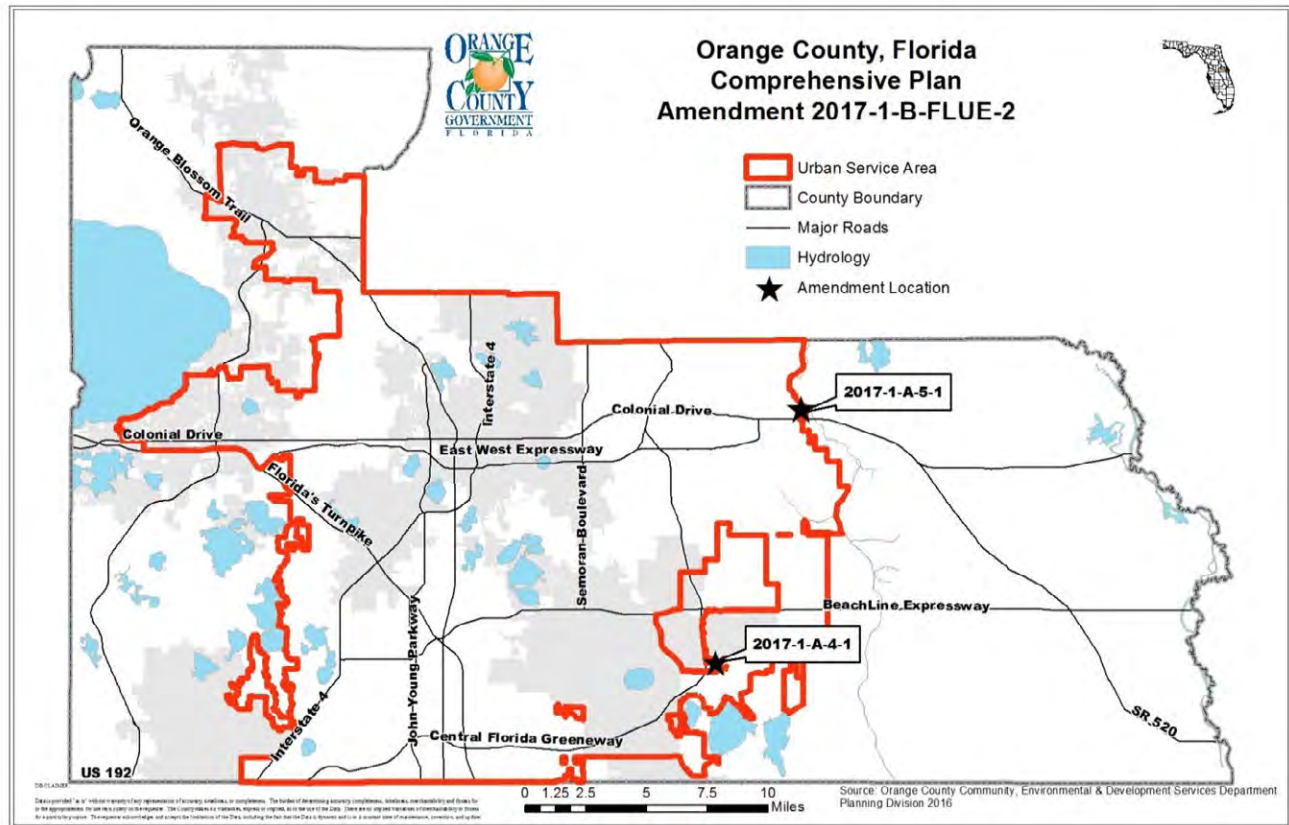 ORANGE
COUNTY
GOVERNMENT
FLORIDA
Orange County, Florida
Comprehensive Plan
Amendment 2017-1-B-FLUE-2
Urban Service Area
County Boundary
Major Roads
Hydrology
Amendment Location
Orange Blossom Trail
Interstate 4
2017-1-A-5-1
Colonial Drive
Colonial Drive
East West Expressway
Florida's Turnpike
Semoran Boulevard
BeachLine Expressway
2017-1-A-4-1
John Young Parkway
Interstate 4
Central Florida Greeneway
SR 520
US 192
DISCLAIMER
0 1.25 2.5 5 7.5 10
Miles
Source: Orange County Community, Environmental & Development Services Department
Planning Division 2016